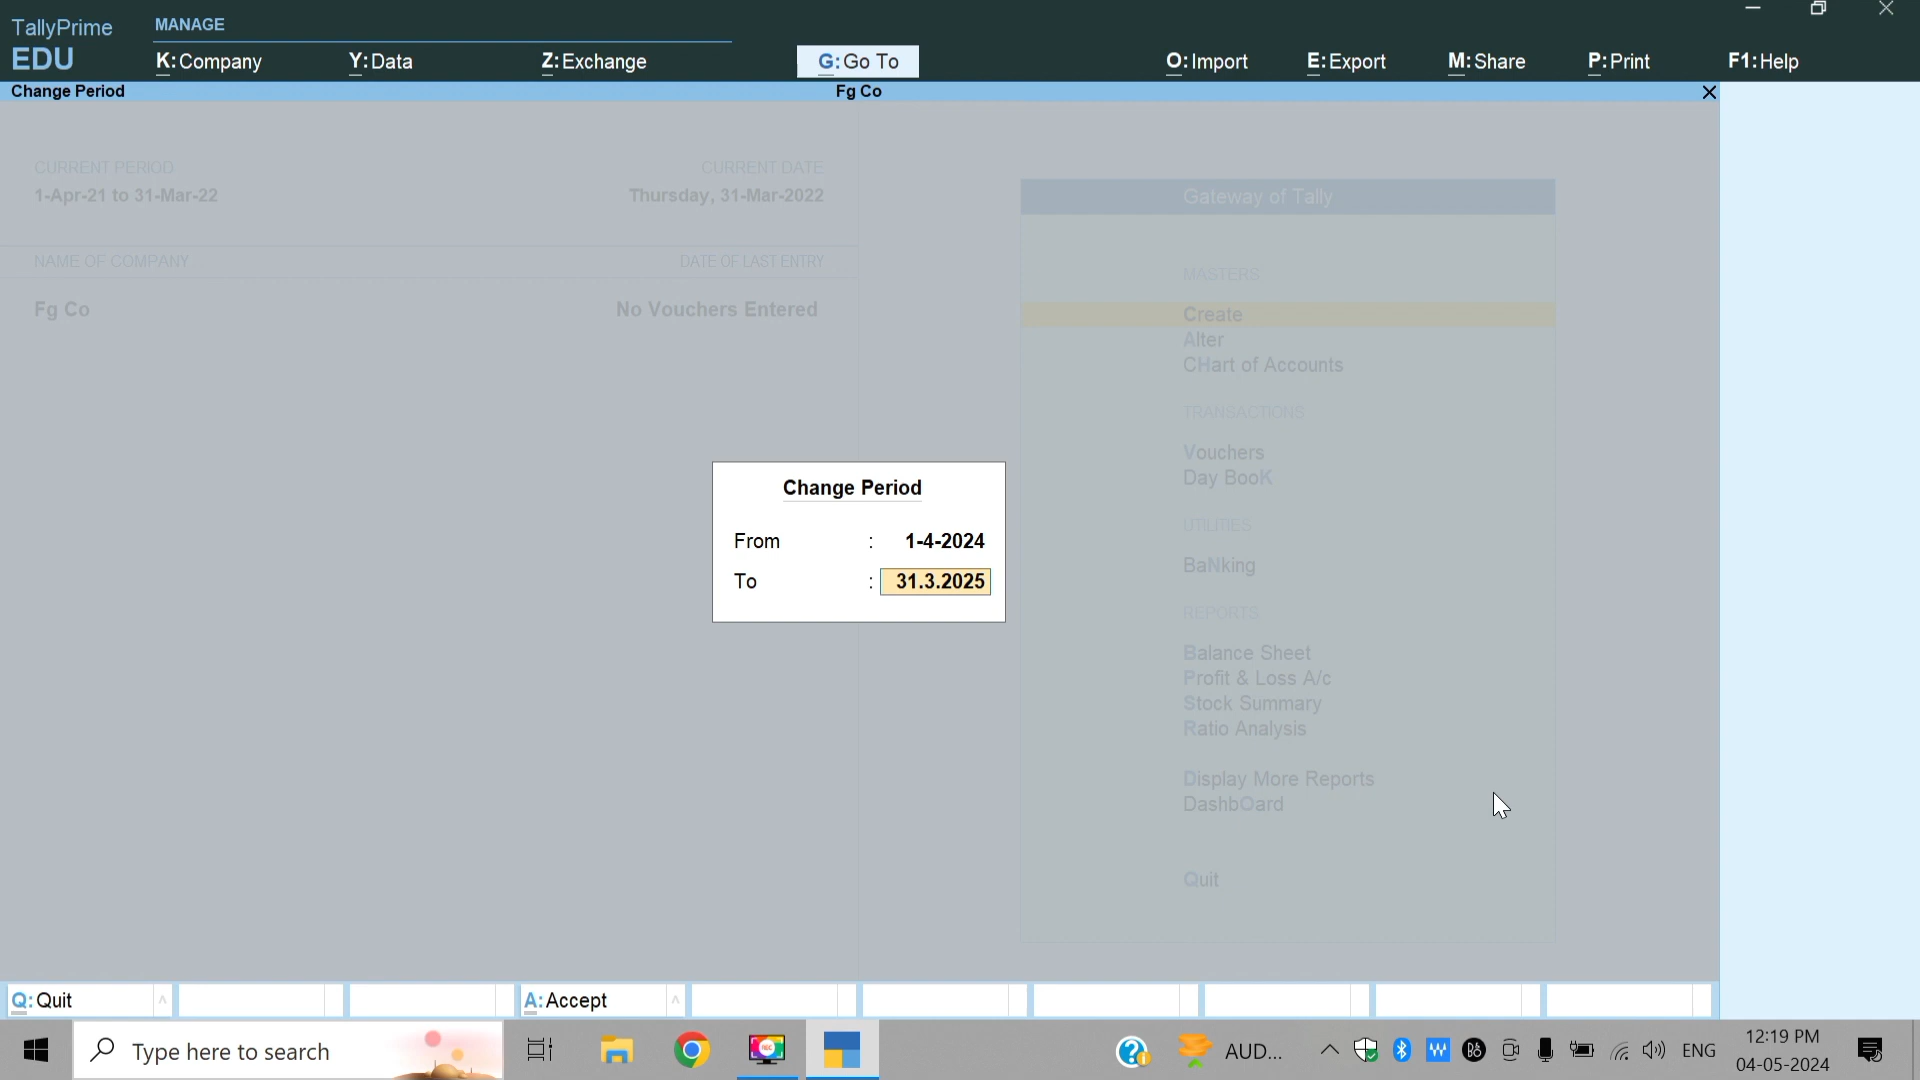 TallyPrime
EDU
MANAGE
K:Company
Y:Data
Z:Exchange
G:Go To
O:Import
E:Export
M:Share
P:Print
F1:Help
Change Period
Fg Co
CURRENT PERIOD
1-Apr-21 to 31-Mar-22
CURRENT DATE
Thursday, 31-Mar-2022
NAME OF COMPANY
DATE OF LAST ENTRY
Fg Co
No Vouchers Entered
Gateway of Tally
MASTERS
Create
Alter
CHart of Accounts
TRANSACTIONS
Vouchers
Day BooK
UTILITIES
BaNking
REPORTS
Balance Sheet
Profit & Loss A/c
Stock Summary
Ratio Analysis
Display More Reports
DashbOard
Quit
Change Period
From : 1-4-2024
To : 31.3.2025
Q:Quit
A:Accept
Type here to search
AUD...
ENG
12:19 PM
04-05-2024